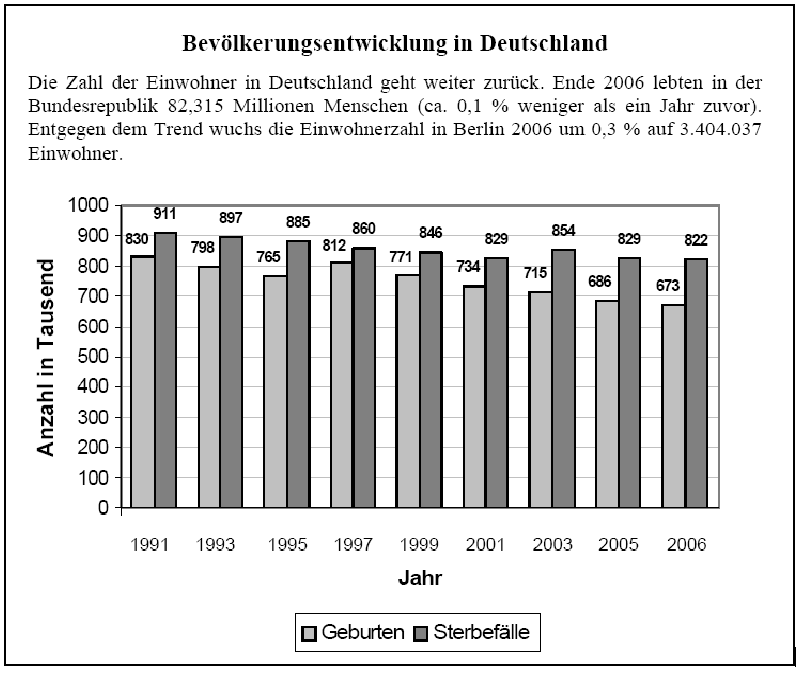 Bevölkerungsentwicklung in Deutschland
Die Zahl der Einwohner in Deutschland geht weiter zurück. Ende 2006 lebten in der
Bundesrepublik 82,315 Millionen Menschen (ca. 0,1 % weniger als ein Jahr zuvor).
Entgegen dem Trend wuchs die Einwohnerzahl in Berlin 2006 um 0,3 % auf 3.404.037
Einwohner.
Anzahl in Tausend
1000
900
800
700
600
500
400
300
200
100
0
830 911
798 897
765 885
812 860
771 846
734 829
715 854
686 829
673 822
1991 1993 1995 1997 1999 2001 2003 2005 2006
Jahr
Geburten Sterbefälle